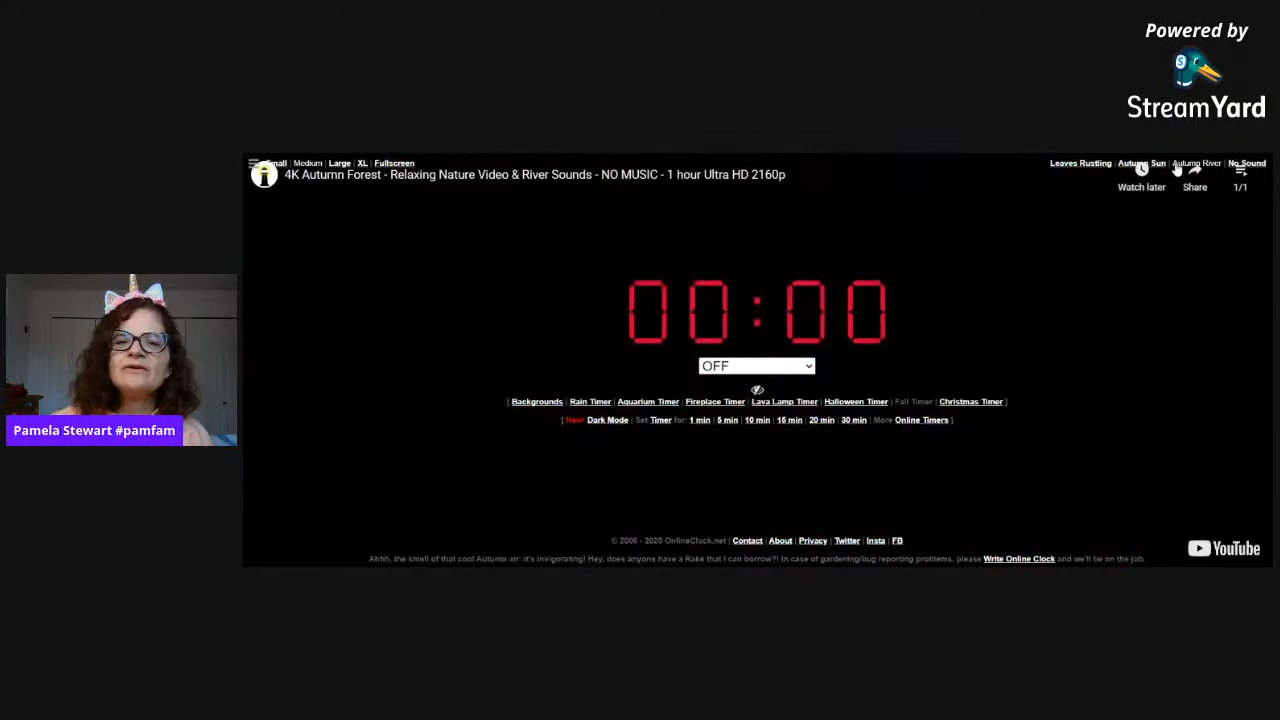 Powered by
StreamYard
Small | Medium | Large | XL | Fullscreen
Leaves Rustling | Autumn Sun | Autumn River | No Sound
4K Autumn Forest - Relaxing Nature Video & River Sounds - NO MUSIC - 1 hour Ultra HD 2160p
Watch later
Share
1/1
00:00
OFF
[ Backgrounds | Rain Timer | Aquarium Timer | Fireplace Timer | Lava Lamp Timer | Halloween Timer | Fall Timer | Christmas Timer ]
[ New! Dark Mode | Set Timer for: 1 min | 5 min | 10 min | 15 min | 20 min | 30 min | More Online Timers ]
Pamela Stewart #pamfam
© 2006 - 2020 OnlineClock.net | Contact | About | Privacy | Twitter | Insta | FB
YouTube
Ahhh, the smell of that cool Autumn air: it's invigorating! Hey, does anyone have a Rake that I can borrow?! In case of gardening/bug reporting problems, please Write Online Clock and we'll be on the job.